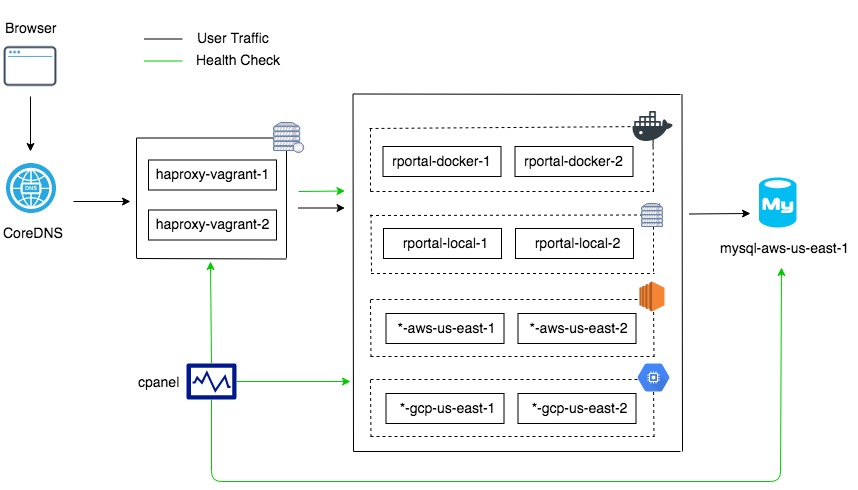 Browser
User Traffic
Health Check
DNS
CoreDNS
haproxy-vagrant-1
haproxy-vagrant-2
rportal-docker-1
rportal-docker-2
rportal-local-1
rportal-local-2
*-aws-us-east-1
*-aws-us-east-2
*-gcp-us-east-1
*-gcp-us-east-2
My
mysql-aws-us-east-1
cpanel